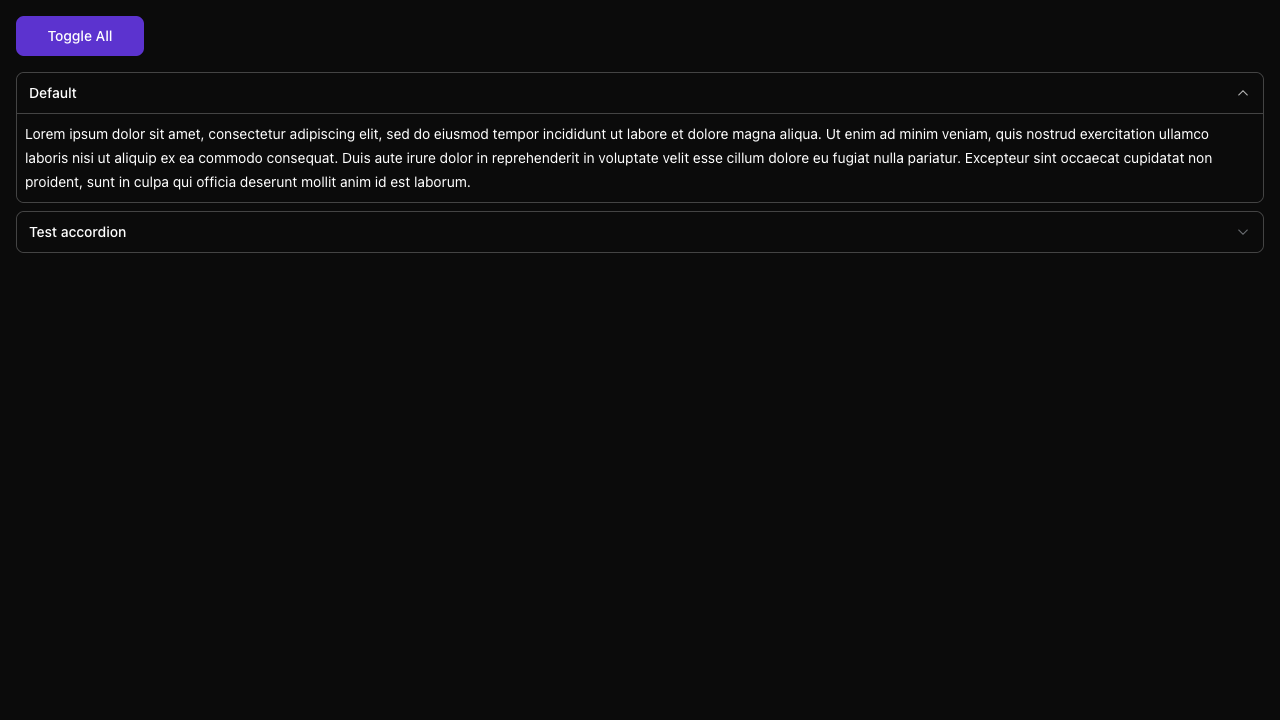 Toggle All
Default
Lorem ipsum dolor sit amet, consectetur adipiscing elit, sed do eiusmod tempor incididunt ut labore et dolore magna aliqua. Ut enim ad minim veniam, quis nostrud exercitation ullamco
laboris nisi ut aliquip ex ea commodo consequat. Duis aute irure dolor in reprehenderit in voluptate velit esse cillum dolore eu fugiat nulla pariatur. Excepteur sint occaecat cupidatat non
proident, sunt in culpa qui officia deserunt mollit anim id est laborum.
Test accordion